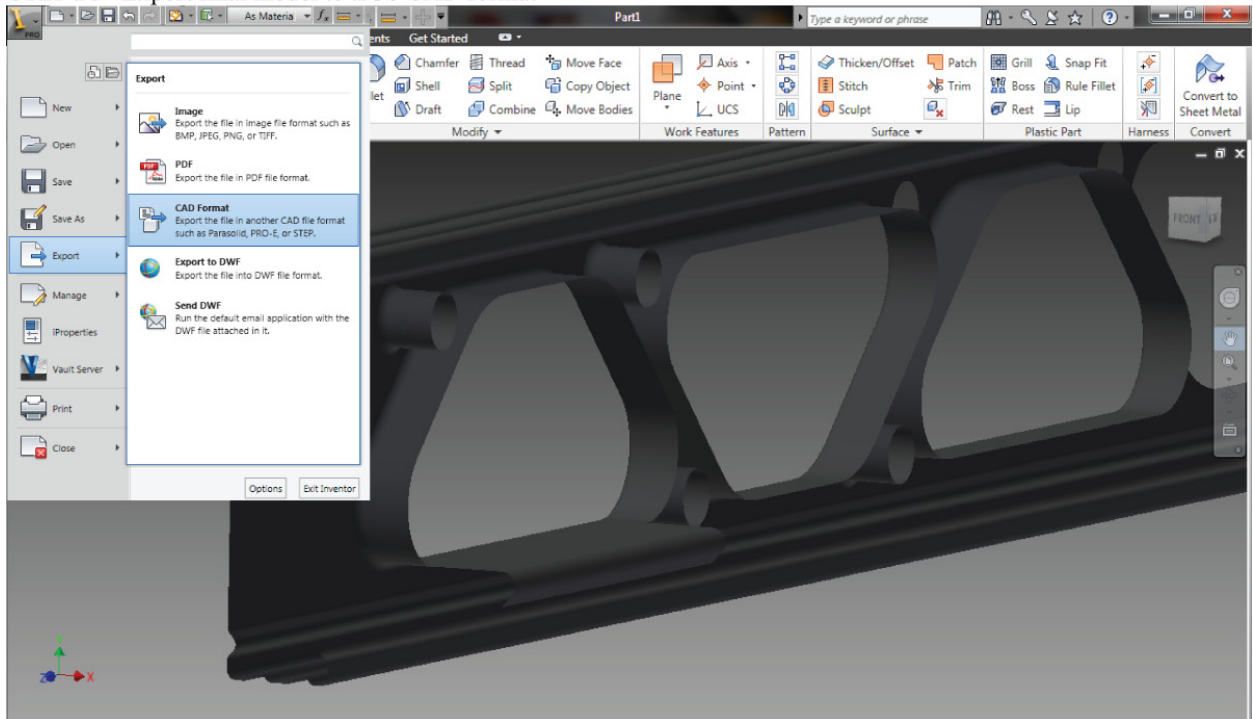 As Materia
Part1
Type a keyword or phrase
PRO
Get Started
New
Open
Save
Save As
Export
Manage
iProperties
Vault Server
Print
Close
Export
Image
Export the file in image file format such as
BMP, JPEG, PNG, or TIFF.
PDF
Export the file in PDF file format.
CAD Format
Export the file in another CAD file format
such as Parasolid, PRO-E, or STEP.
Export to DWF
Export the file into DWF file format.
Send DWF
Run the default email application with the
DWF file attached in it.
Options
Exit Inventor
Chamfer
Thread
Move Face
Shell
Split
Copy Object
Draft
Combine
Move Bodies
Modify
Plane
Axis
Point
UCS
Work Features
Pattern
Thicken/Offset
Patch
Stitch
Trim
Sculpt
Surface
Grill
Snap Fit
Boss
Rule Fillet
Rest
Lip
Plastic Part
Harness
Convert to
Sheet Metal
Convert
FRONT
Y
Z
X